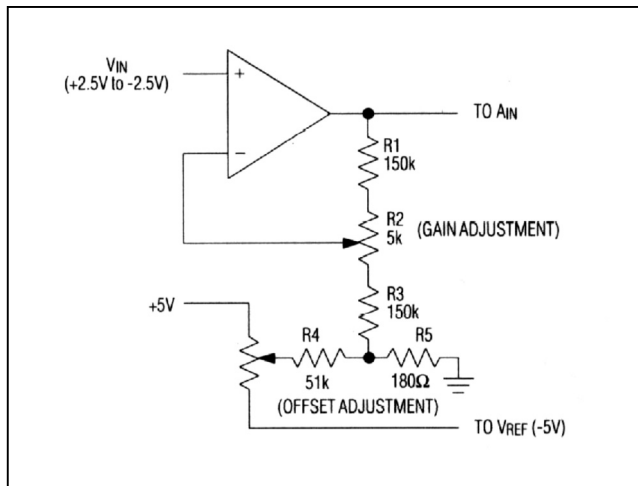 VIN
(+2.5V to -2.5V)
+
−
TO AIN
R1
150k
R2
5k
(GAIN ADJUSTMENT)
R3
150k
+5V
R4
51k
R5
180Ω
(OFFSET ADJUSTMENT)
TO VREF (-5V)